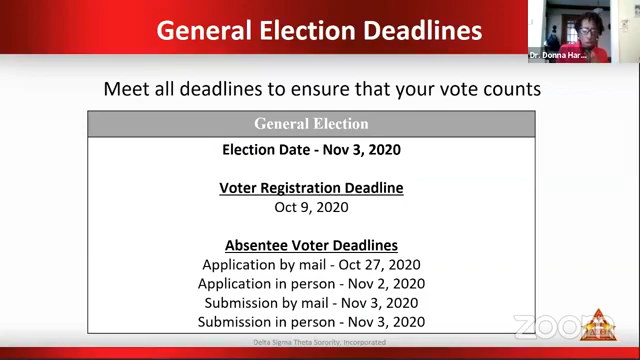 General Election Deadlines
Dr. Donna Har...
Meet all deadlines to ensure that your vote counts
General Election
Election Date - Nov 3, 2020
Voter Registration Deadline
Oct 9, 2020
Absentee Voter Deadlines
Application by mail - Oct 27, 2020
Application in person - Nov 2, 2020
Submission by mail - Nov 3, 2020
Submission in person - Nov 3, 2020
Delta Sigma Theta Sorority, Incorporated
zoom